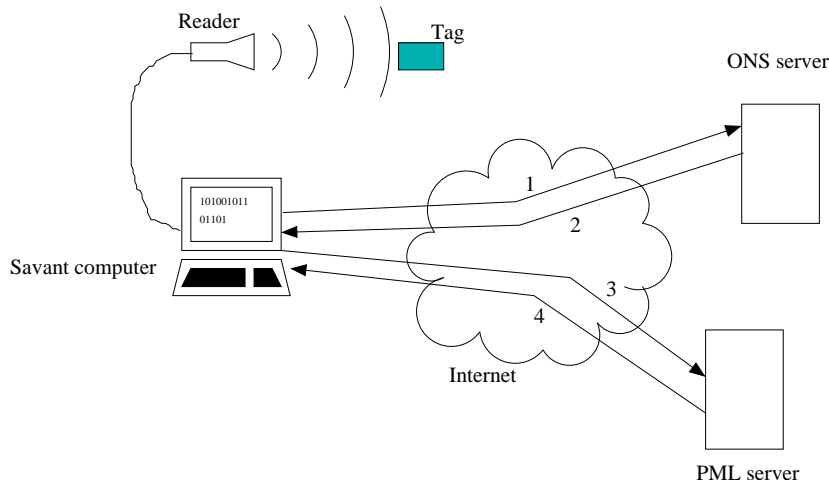 Reader
Tag
ONS server
101001011
01101
1
2
Savant computer
3
4
Internet
PML server